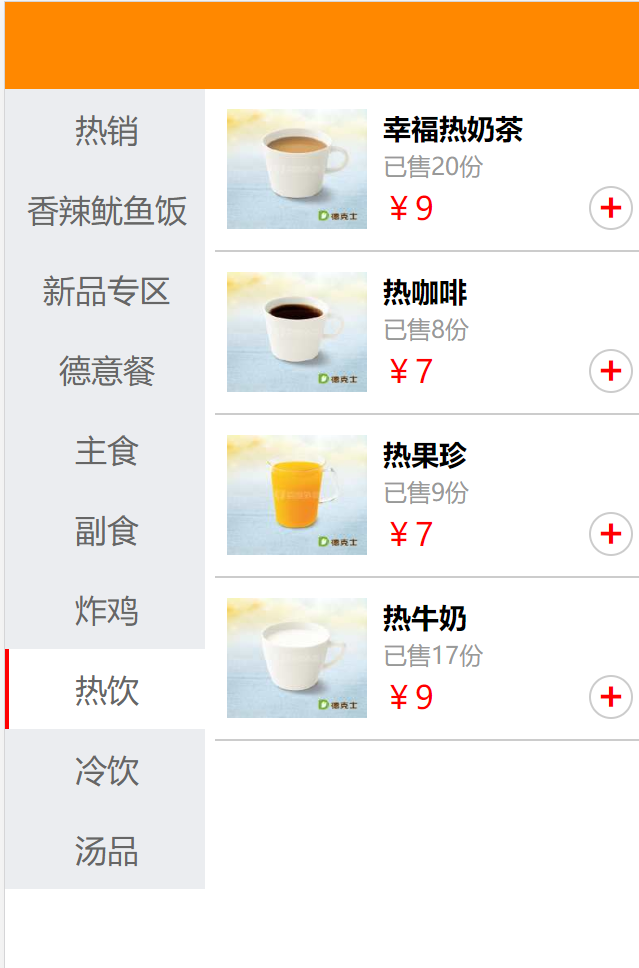 热销
香辣鱿鱼饭
新品专区
德意餐
主食
副食
炸鸡
热饮
冷饮
汤品
德克士
幸福热奶茶
已售20份
￥9
+
德克士
热咖啡
已售8份
￥7
+
德克士
热果珍
已售9份
￥7
+
德克士
热牛奶
已售17份
￥9
+